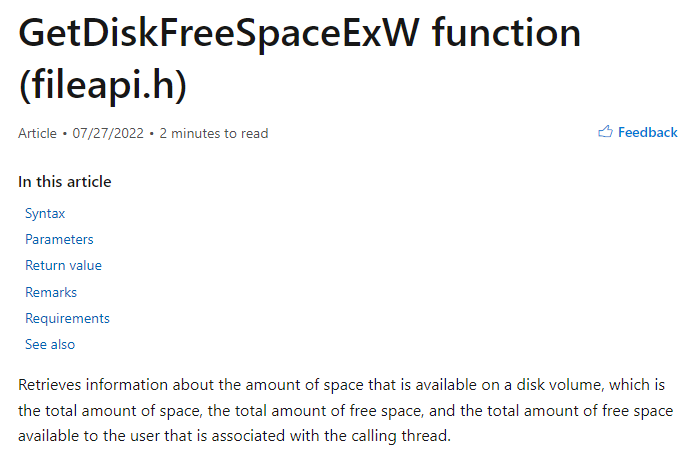 GetDiskFreeSpaceExW function
(fileapi.h)
Article • 07/27/2022 • 2 minutes to read
Feedback
In this article
Syntax
Parameters
Return value
Remarks
Requirements
See also
Retrieves information about the amount of space that is available on a disk volume, which is
the total amount of space, the total amount of free space, and the total amount of free space
available to the user that is associated with the calling thread.